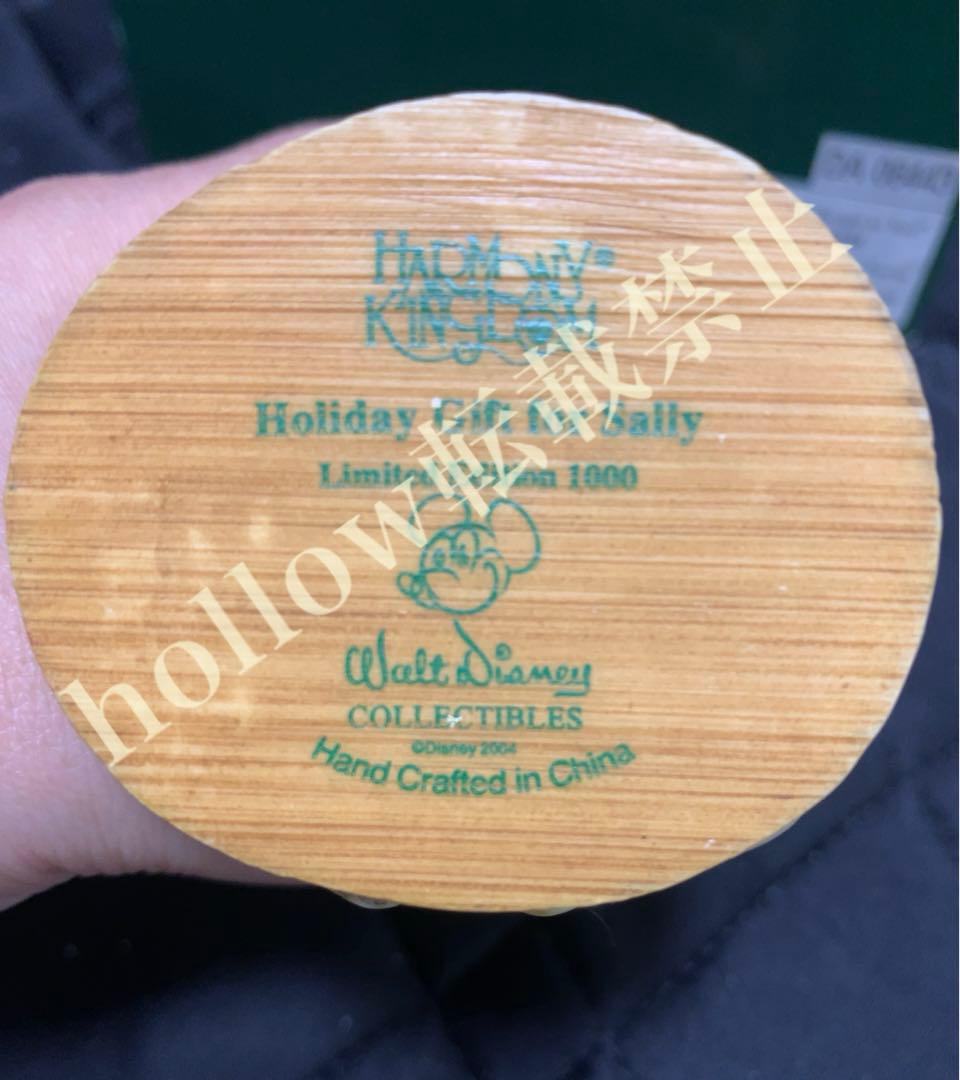 HARMONY®
KINGDOM
Holiday Gift for Sally
Limited Edition 1000
Walt Disney
COLLECTIBLES
©Disney 2004
Hand Crafted in China
hollow転載禁止